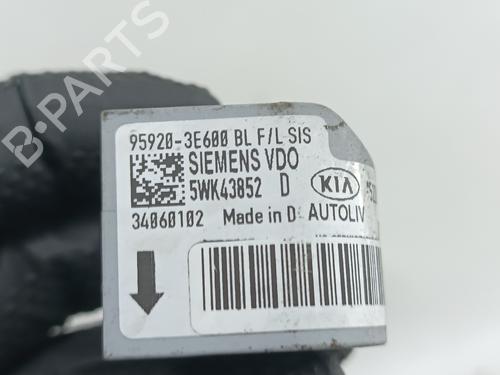 95920-3E600 BL F/L SIS
SIEMENS VDO
5WK43852 D
KIA
34060102 Made in D AUTOLIV
B-PARTS